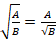 √(A/B) = A/√B